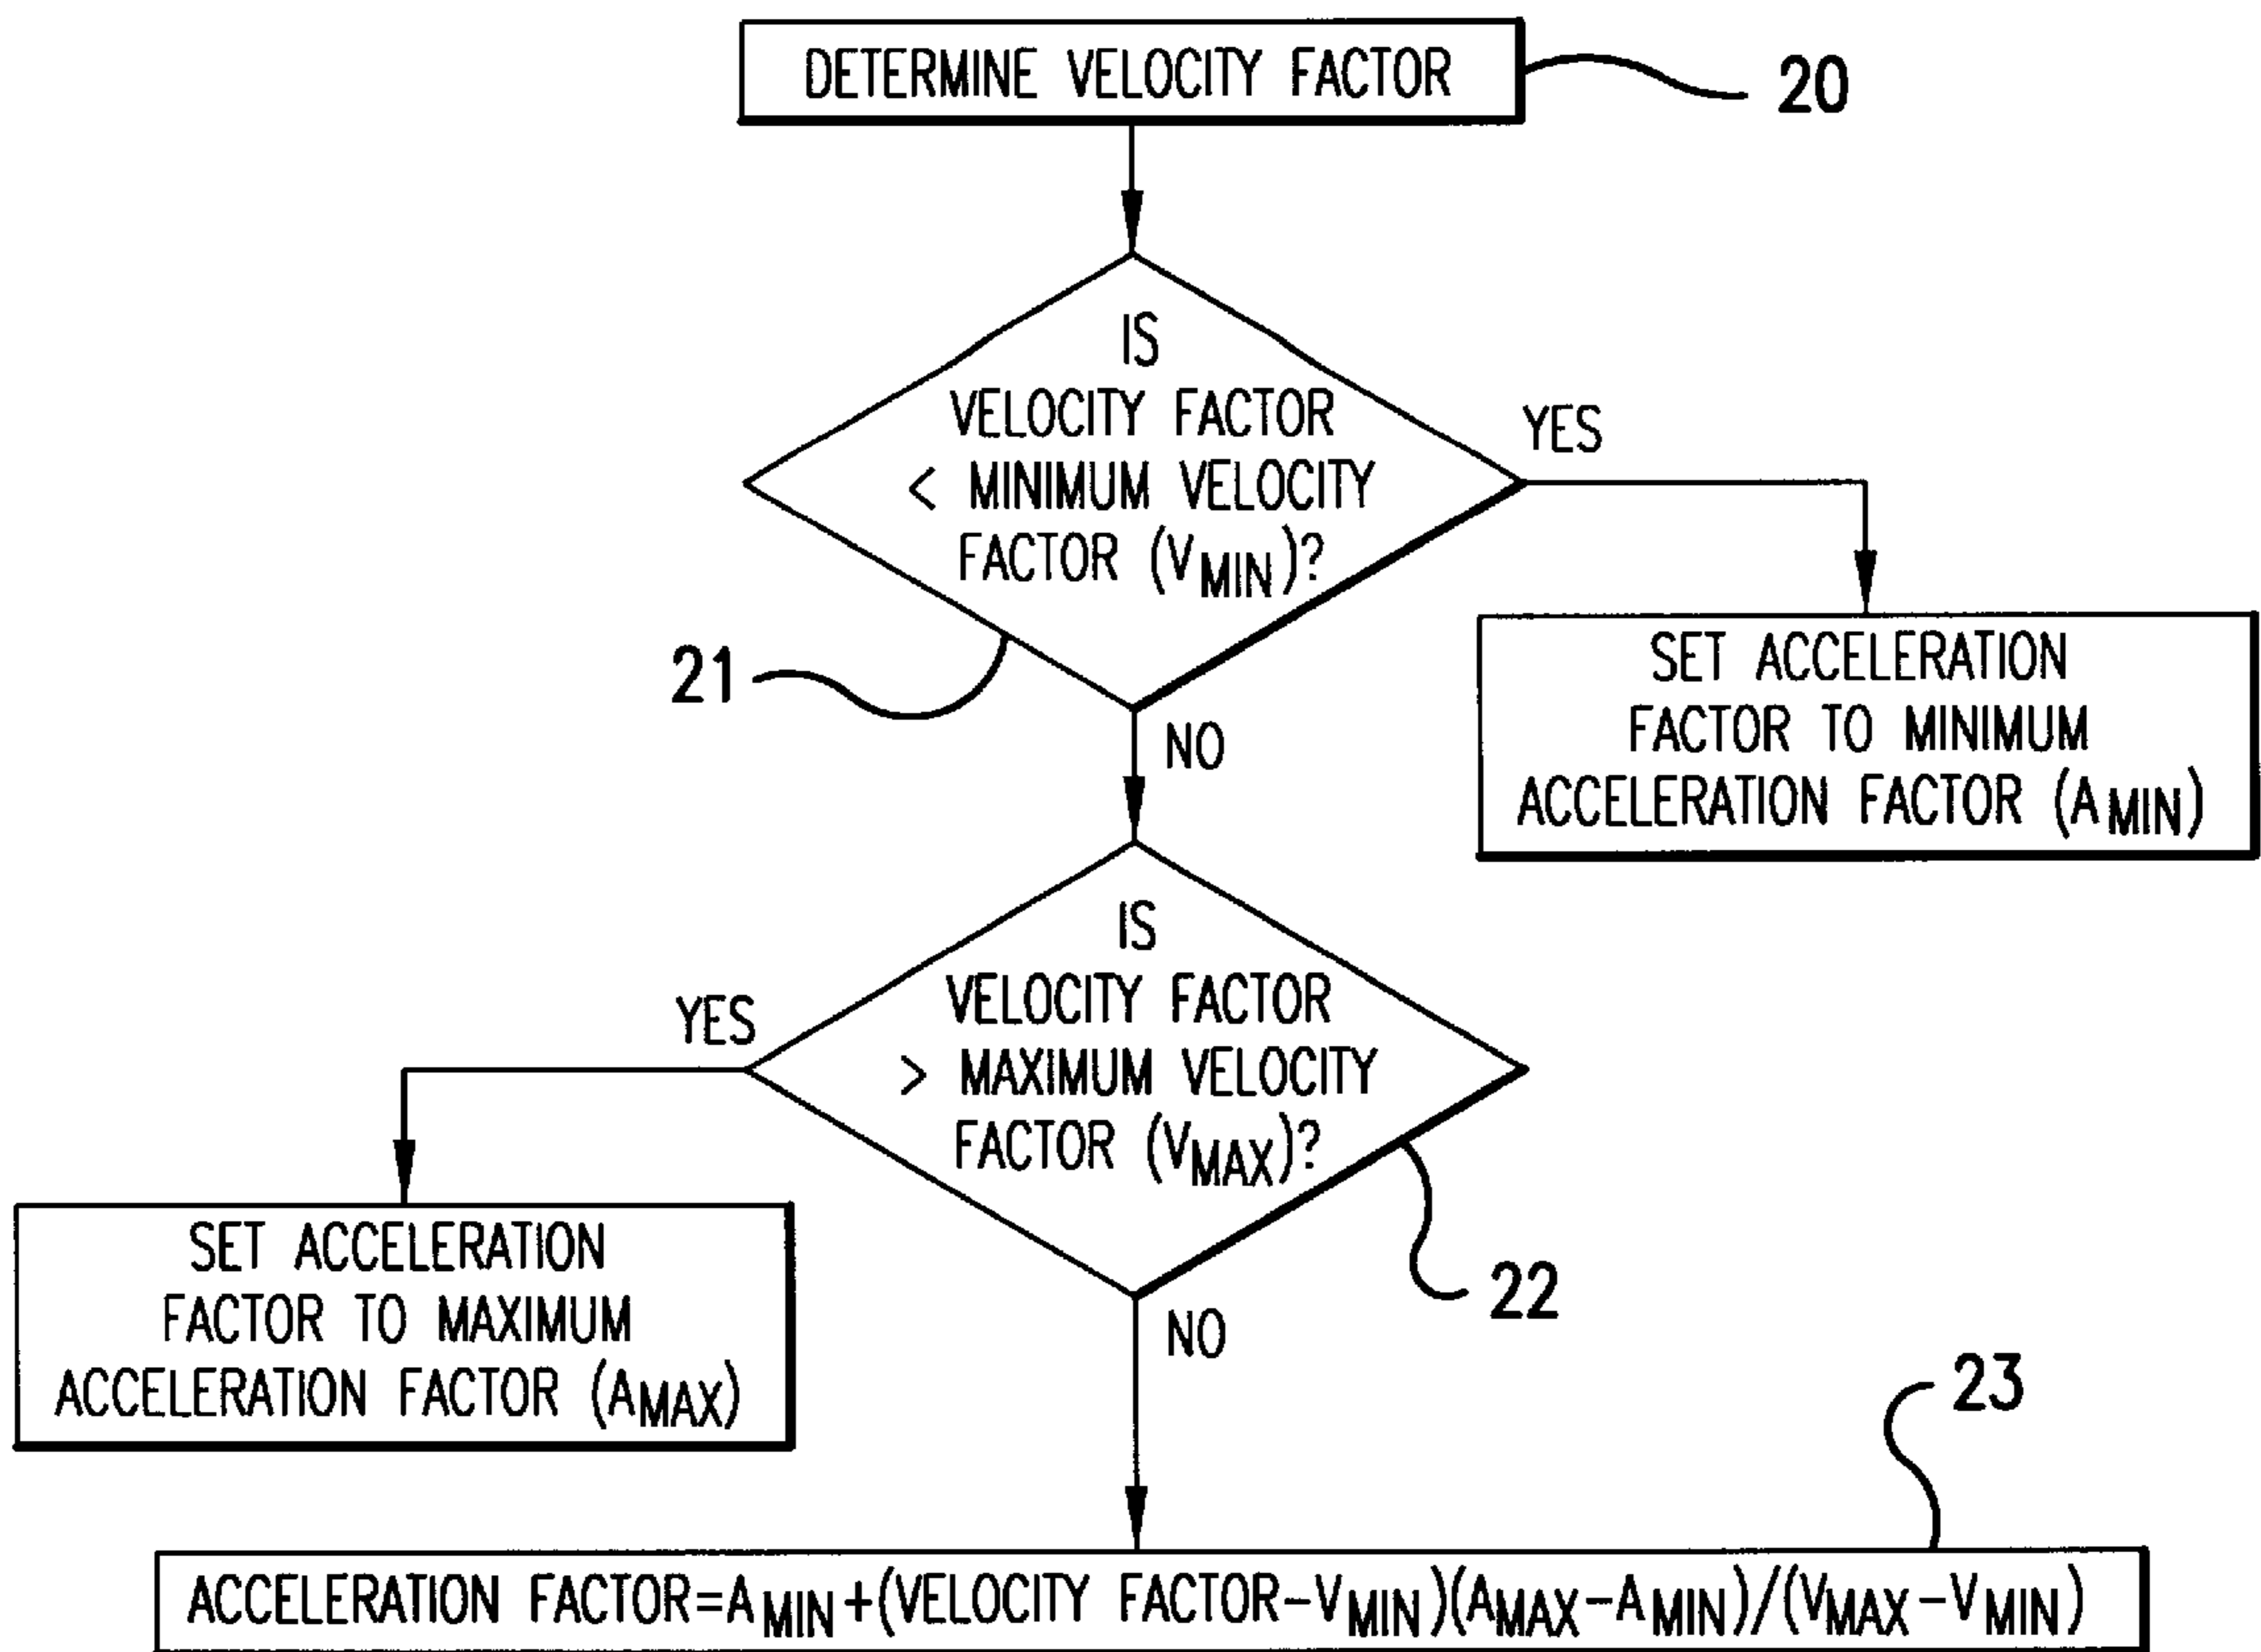 DETERMINE VELOCITY FACTOR
20
IS
VELOCITY FACTOR
< MINIMUM VELOCITY
FACTOR (VMIN)?
YES
21
NO
SET ACCELERATION
FACTOR TO MINIMUM
ACCELERATION FACTOR (AMIN)
IS
VELOCITY FACTOR
> MAXIMUM VELOCITY
FACTOR (VMAX)?
YES
22
NO
SET ACCELERATION
FACTOR TO MAXIMUM
ACCELERATION FACTOR (AMAX)
23
ACCELERATION FACTOR=AMIN+(VELOCITY FACTOR-VMIN)(AMAX-AMIN)/(VMAX-VMIN)